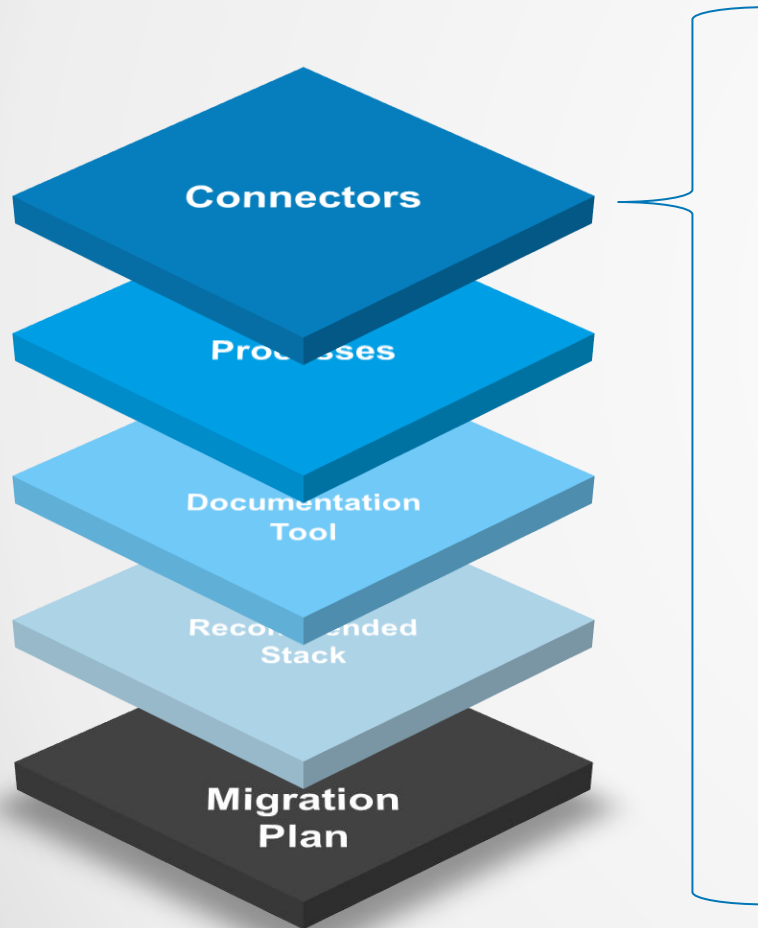 Connectors
Processes
Documentation
Tool
Recommended
Stack
Migration
Plan